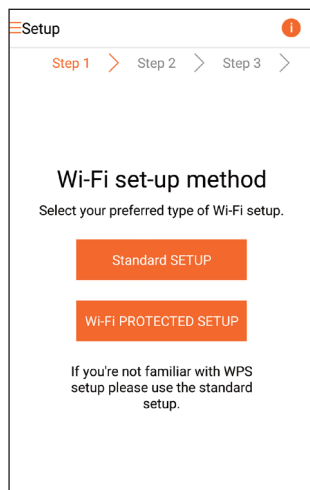 Setup
i
Step 1 Step 2 Step 3
Wi-Fi set-up method
Select your preferred type of Wi-Fi setup.
Standard SETUP
Wi-Fi PROTECTED SETUP
If you're not familiar with WPS
setup please use the standard
setup.